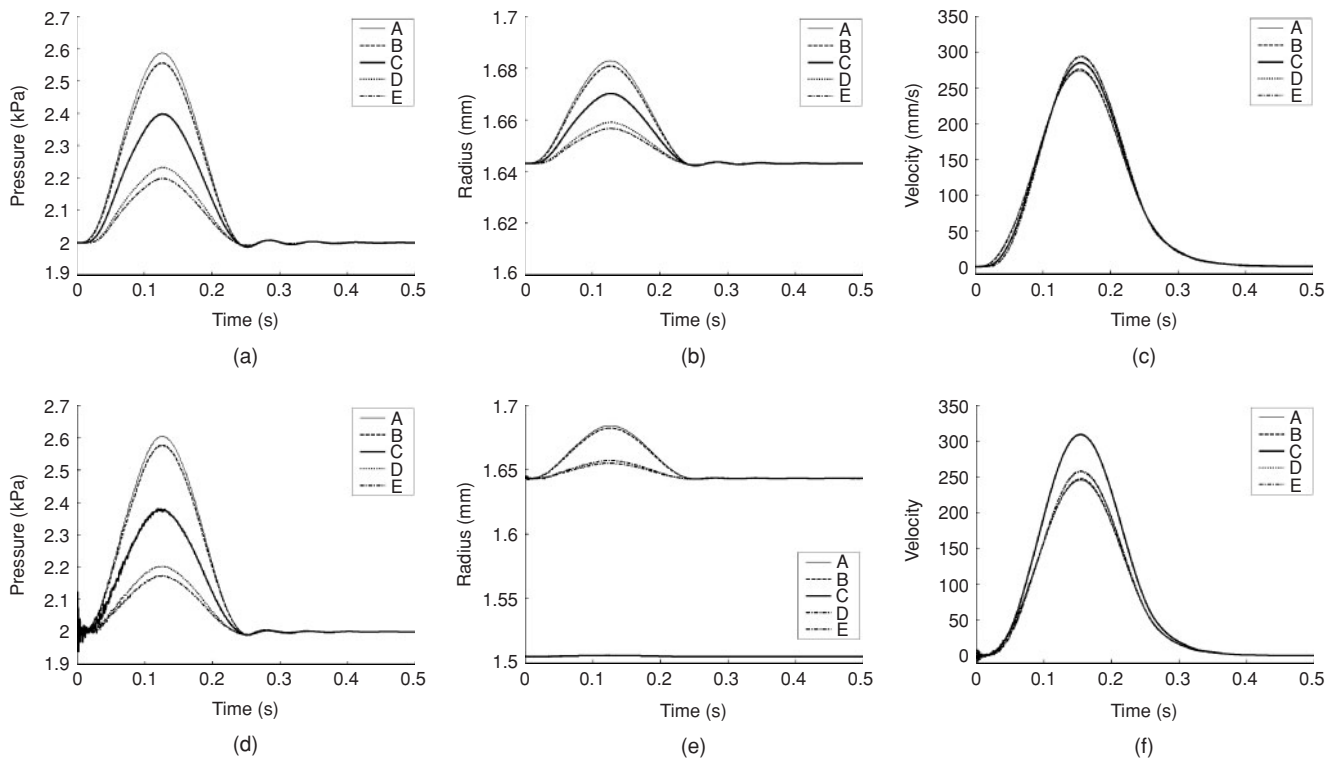 2.7
2.6
2.5
2.4
2.3
2.2
2.1
2
1.9
Pressure (kPa)
0 0.1 0.2 0.3 0.4 0.5
Time (s)
A
B
C
D
E
(a)
1.7
1.68
1.66
1.64
1.62
1.6
Radius (mm)
0 0.1 0.2 0.3 0.4 0.5
Time (s)
A
B
C
D
E
(b)
350
300
250
200
150
100
50
0
Velocity (mm/s)
0 0.1 0.2 0.3 0.4 0.5
Time (s)
A
B
C
D
E
(c)
2.7
2.6
2.5
2.4
2.3
2.2
2.1
2
1.9
Pressure (kPa)
0 0.1 0.2 0.3 0.4 0.5
Time (s)
A
B
C
D
E
(d)
1.7
1.65
1.6
1.55
1.5
Radius (mm)
0 0.1 0.2 0.3 0.4 0.5
Time (s)
A
B
C
D
E
(e)
350
300
250
200
150
100
50
0
Velocity
0 0.1 0.2 0.3 0.4 0.5
Time (s)
A
B
C
D
E
(f)